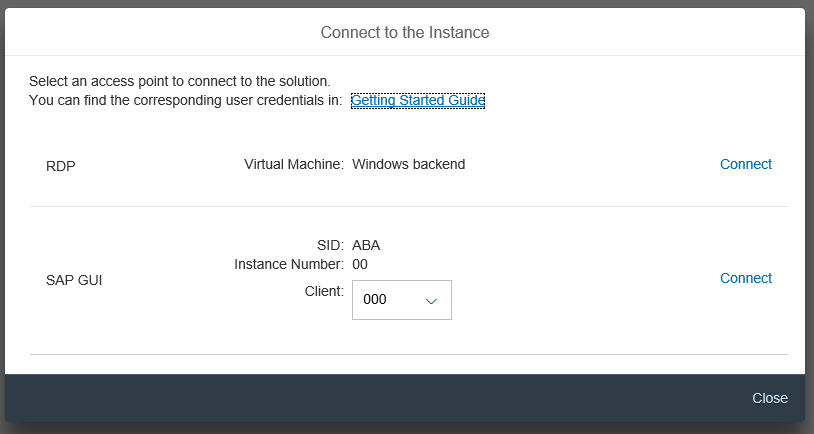 Connect to the Instance
Select an access point to connect to the solution.
You can find the corresponding user credentials in: Getting Started Guide
RDP Virtual Machine: Windows backend Connect
SID: ABA
Instance Number: 00
SAP GUI Client: 000 Connect
Close